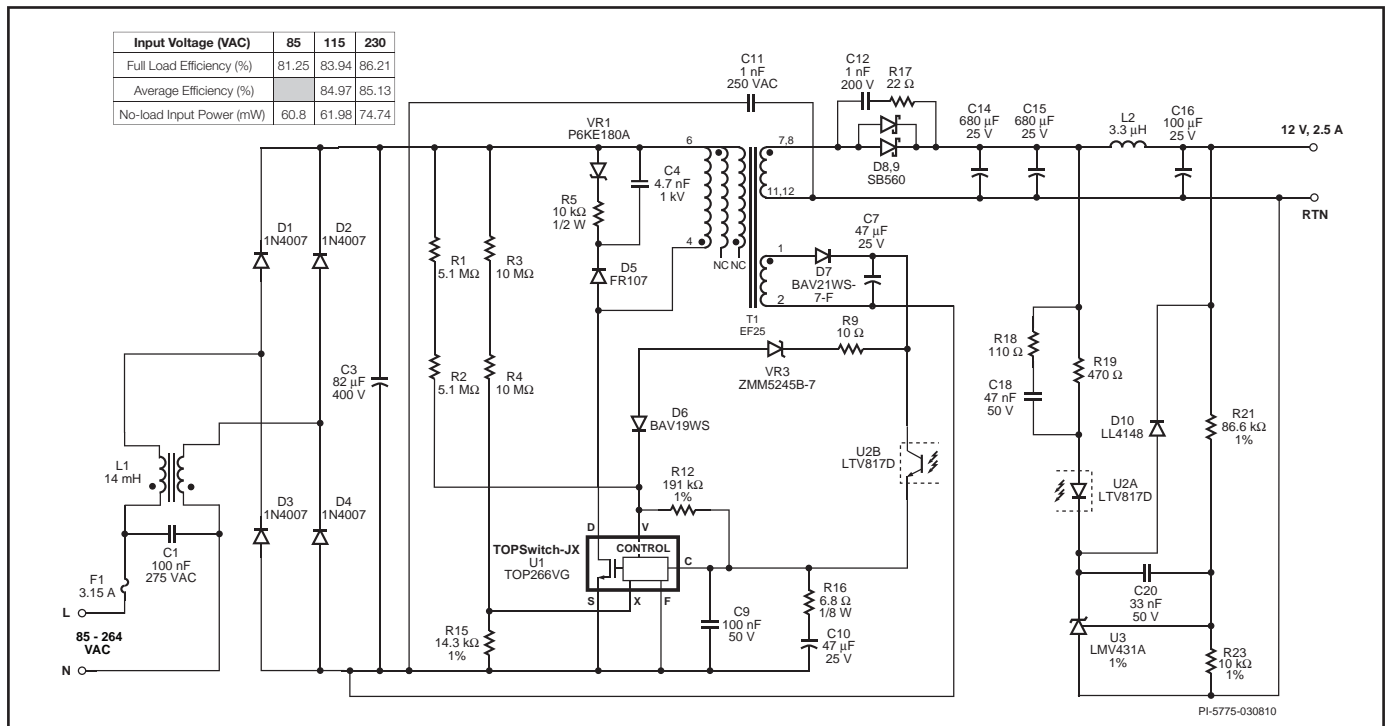 Input Voltage (VAC) 85 115 230
Full Load Efficiency (%) 81.25 83.94 86.21
Average Efficiency (%) 84.97 85.13
No-load Input Power (mW) 60.8 61.98 74.74
C11
1 nF
250 VAC
C12
1 nF
200 V
R17
22 Ω
C14
680 µF
25 V
C15
680 µF
25 V
L2
3.3 µH
C16
100 µF
25 V
12 V, 2.5 A
RTN
D8,9
SB560
VR1
P6KE180A
C4
4.7 nF
1 kV
R5
10 kΩ
1/2 W
D5
FR107
6
4
NC NC
7,8
11,12
1
2
T1
EF25
C7
47 µF
25 V
D7
BAV21WS-
7-F
R9
10 Ω
VR3
ZMM5245B-7
D1
1N4007
D2
1N4007
D3
1N4007
D4
1N4007
C3
82 µF
400 V
R1
5.1 MΩ
R3
10 MΩ
R2
5.1 MΩ
R4
10 MΩ
D6
BAV19WS
R12
191 kΩ
1%
U2B
LTV817D
L1
14 mH
C1
100 nF
275 VAC
F1
3.15 A
L
85 - 264
VAC
N
D
V
CONTROL
C
S
X
F
TOPSwitch-JX
U1
TOP266VG
R15
14.3 kΩ
1%
C9
100 nF
50 V
R16
6.8 Ω
1/8 W
C10
47 µF
25 V
R18
110 Ω
C18
47 nF
50 V
R19
470 Ω
D10
LL4148
R21
86.6 kΩ
1%
U2A
LTV817D
C20
33 nF
50 V
U3
LMV431A
1%
R23
10 kΩ
1%
PI-5775-030810